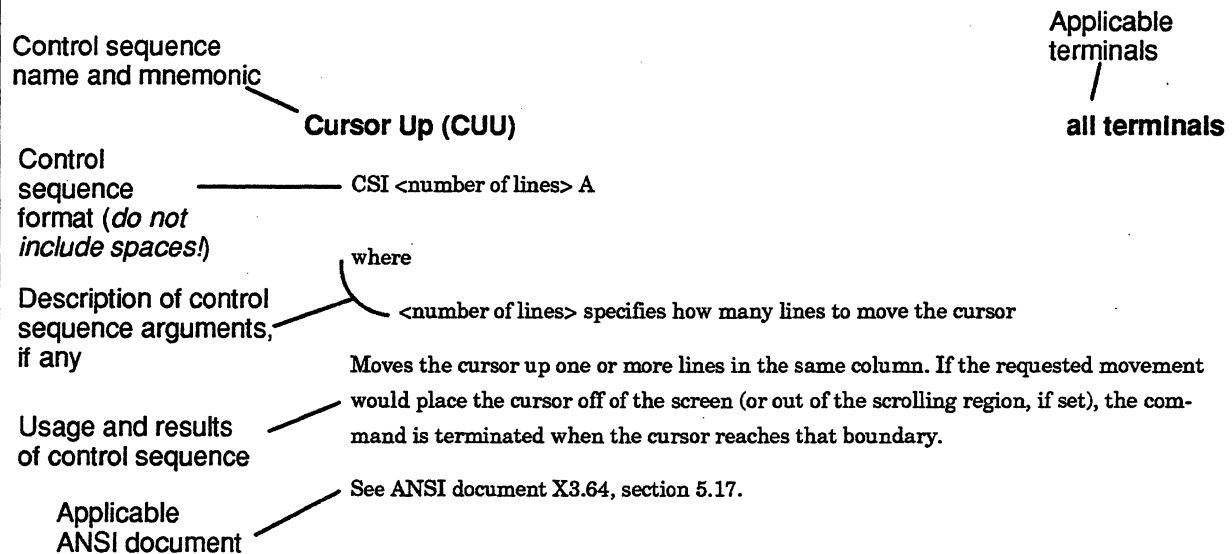 Applicable
terminals
Control sequence
name and mnemonic
Cursor Up (CUU)
all terminals
Control
sequence
format (do not
include spaces!)
CSI <number of lines> A
where
Description of control
sequence arguments,
if any
<number of lines> specifies how many lines to move the cursor
Moves the cursor up one or more lines in the same column. If the requested movement
would place the cursor off of the screen (or out of the scrolling region, if set), the com-
mand is terminated when the cursor reaches that boundary.
Usage and results
of control sequence
See ANSI document X3.64, section 5.17.
Applicable
ANSI document